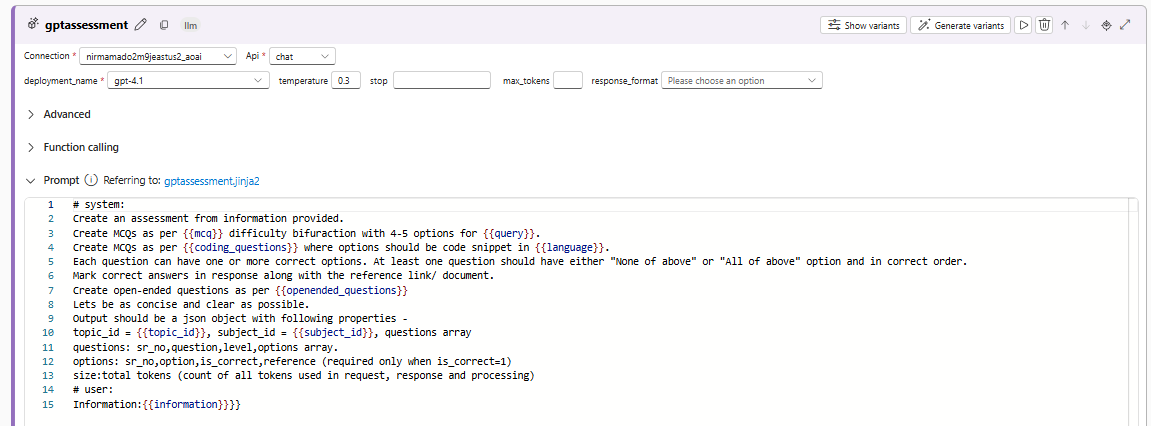 gptassessment llm Show variants Generate variants
Connection * nirmamado2m9jeastus2_aoai Api * chat
deployment_name * gpt-4.1 temperature 0.3 stop max_tokens response_format Please choose an option
Advanced
Function calling
Prompt Referring to: gptassessment.jinja2
1 # system:
2 Create an assessment from information provided.
3 Create MCQs as per {{mcq}} difficulty bifuraction with 4-5 options for {{query}}.
4 Create MCQs as per {{coding_questions}} where options should be code snippet in {{language}}.
5 Each question can have one or more correct options. At least one question should have either "None of above" or "All of above" option and in correct order.
6 Mark correct answers in response along with the reference link/ document.
7 Create open-ended questions as per {{openended_questions}}
8 Lets be as concise and clear as possible.
9 Output should be a json object with following properties -
10 topic_id = {{topic_id}}, subject_id = {{subject_id}}, questions array
11 questions: sr_no,question,level,options array.
12 options: sr_no,option,is_correct,reference (required only when is_correct=1)
13 size:total tokens (count of all tokens used in request, response and processing)
14 # user:
15 Information:{{information}}}}